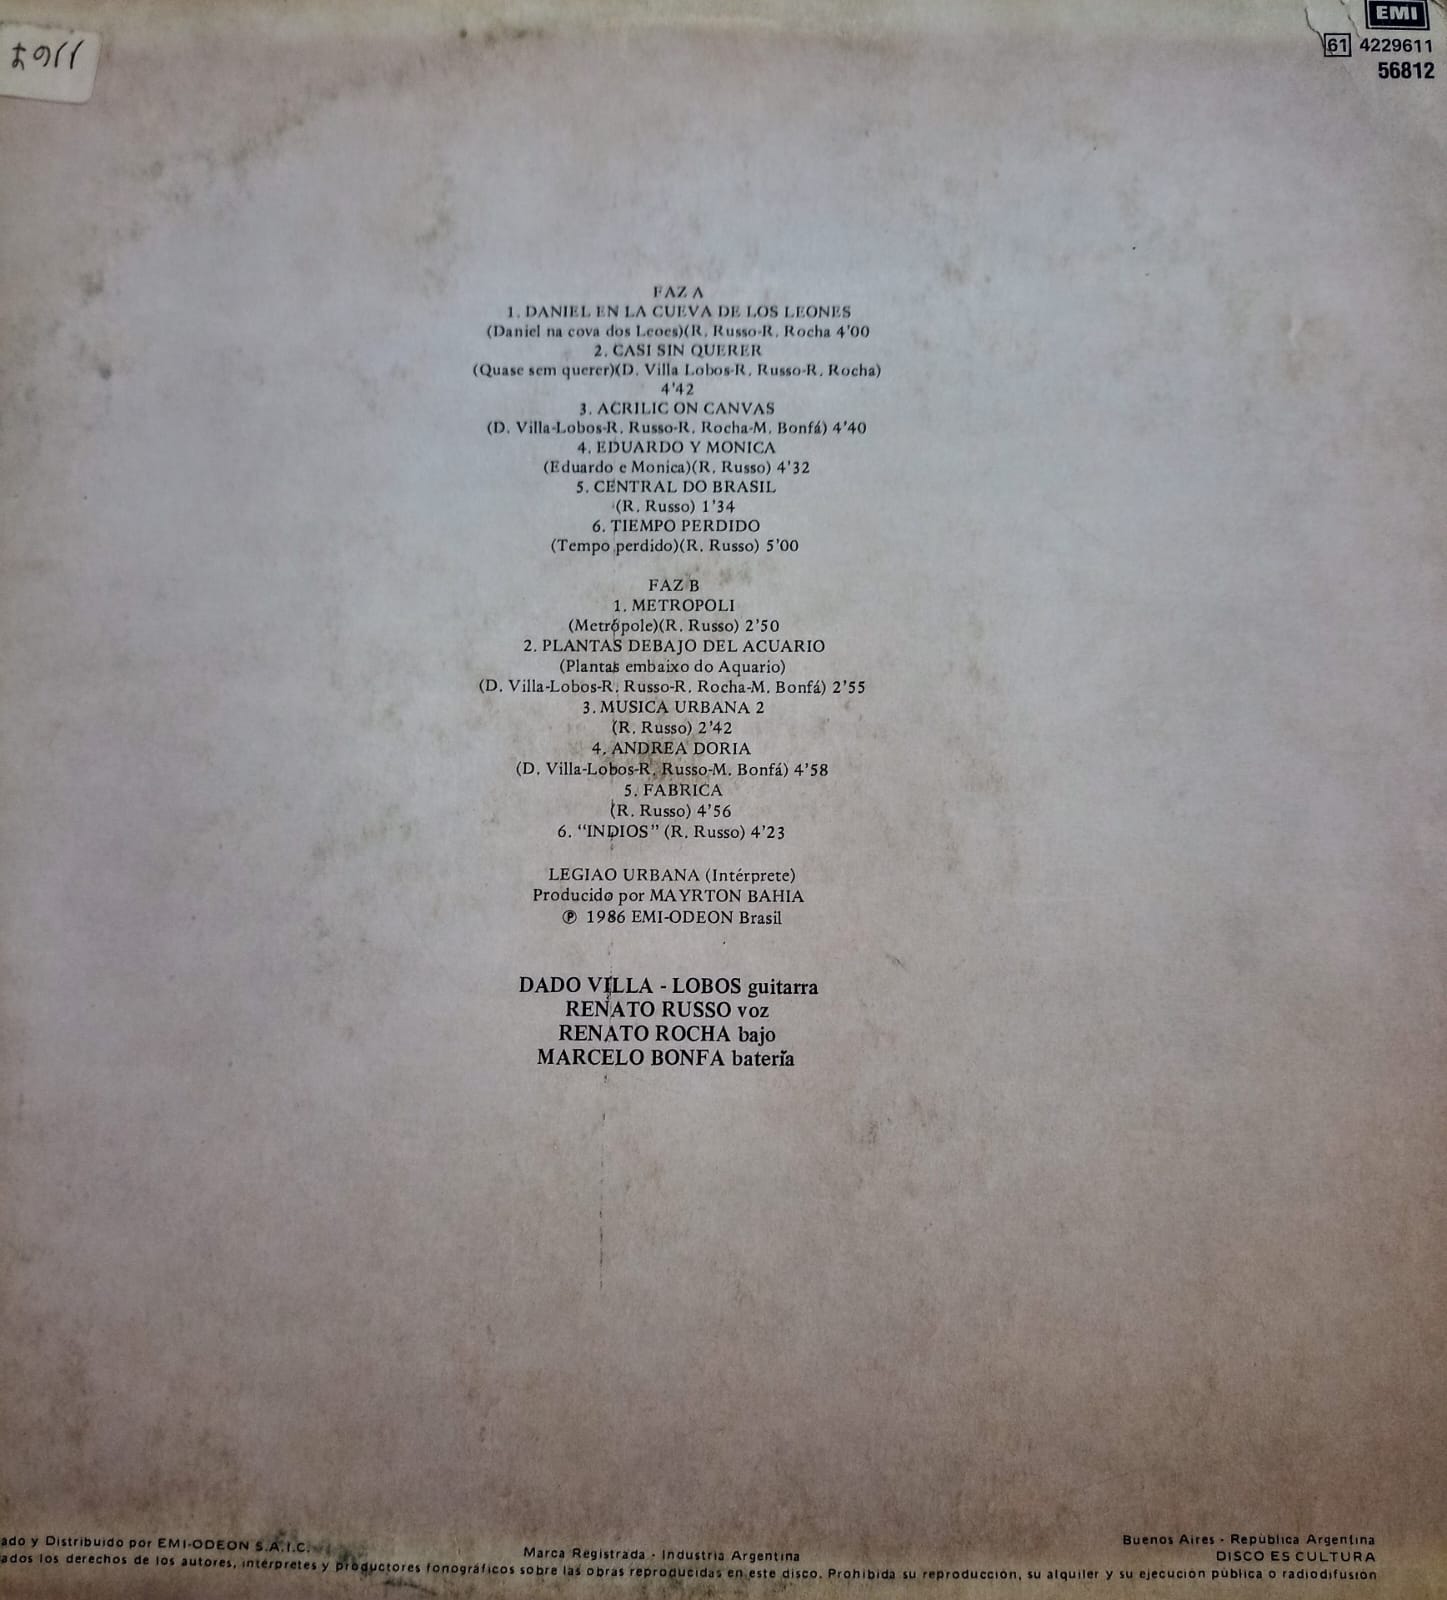 EMI
61 4229611
56812
FAZ A
1. DANIEL EN LA CUEVA DE LOS LEONES
(Daniel na cova dos Leoes)(R. Russo-R. Rocha 4'00
2. CASI SIN QUERER
(Quase sem querer)(D. Villa Lobos-R. Russo-R. Rocha)
4'42
3. ACRILIC ON CANVAS
(D. Villa-Lobos-R. Russo-R. Rocha-M. Bonfá) 4'40
4. EDUARDO Y MONICA
(Eduardo e Monica)(R. Russo) 4'32
5. CENTRAL DO BRASIL
(R. Russo) 1'34
6. TIEMPO PERDIDO
(Tempo perdido)(R. Russo) 5'00
FAZ B
1. METROPOLI
(Metrópole)(R. Russo) 2'50
2. PLANTAS DEBAJO DEL ACUARIO
(Plantas embaixo do Aquario)
(D. Villa-Lobos-R. Russo-R. Rocha-M. Bonfá) 2'55
3. MUSICA URBANA 2
(R. Russo) 2'42
4. ANDREA DORIA
(D. Villa-Lobos-R. Russo-M. Bonfá) 4'58
5. FABRICA
(R. Russo) 4'56
6. "INDIOS" (R. Russo) 4'23
LEGIAO URBANA (Intérprete)
Producido por MAYRTON BAHIA
℗ 1986 EMI-ODEON Brasil
DADO VILLA - LOBOS guitarra
RENATO RUSSO voz
RENATO ROCHA bajo
MARCELO BONFA batería
ado y Distribuido por EMI-ODEON S.A.I.C.
Marca Registrada - Industria Argentina
Buenos Aires - República Argentina
DISCO ES CULTURA
ados los derechos de los autores, intérpretes y productores fonográficos sobre las obras reproducidas en este disco. Prohibida su reproducción, su alquiler y su ejecución pública o radiodifusión